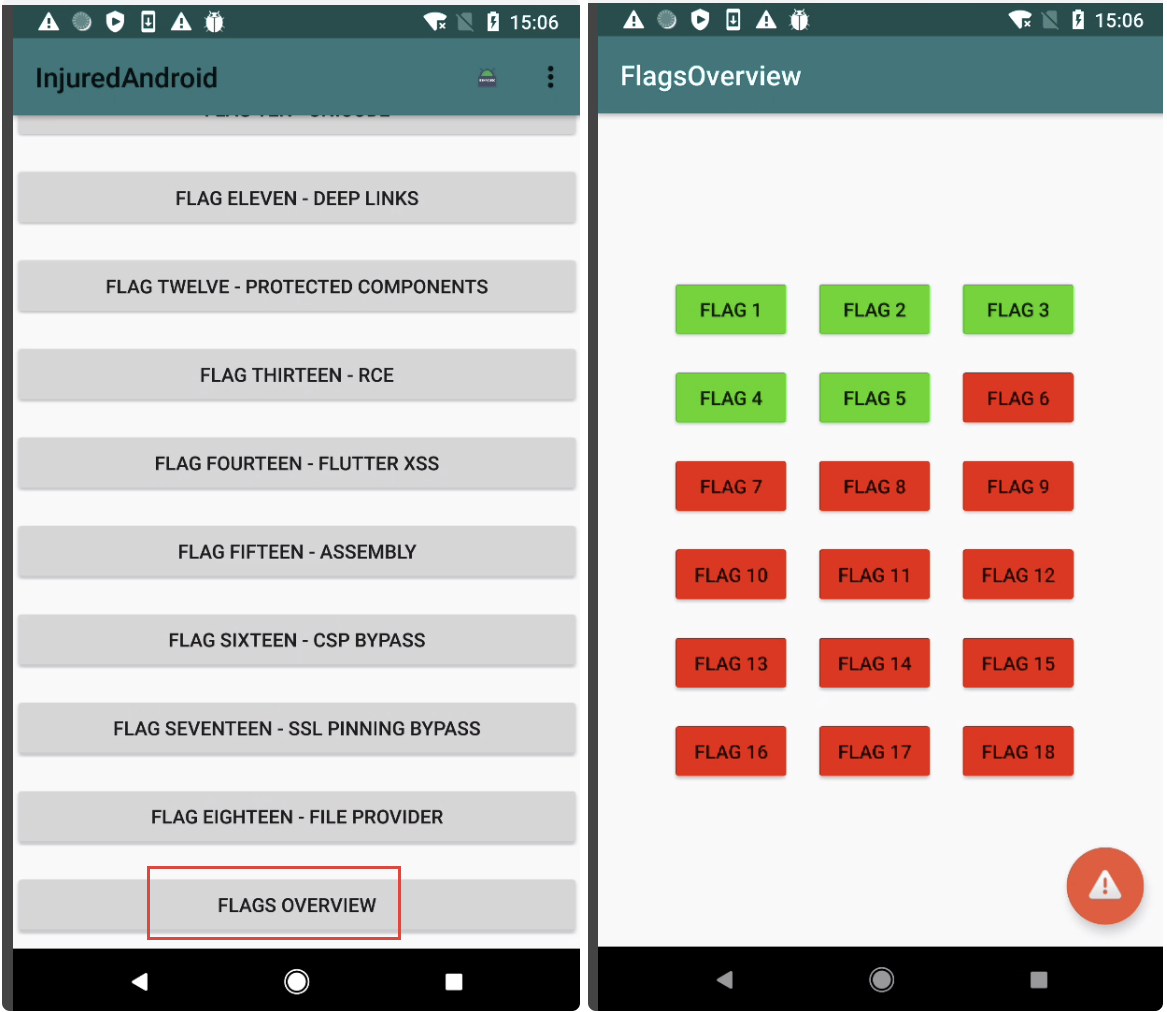 15:06
InjuredAndroid
FLAG ELEVEN - DEEP LINKS
FLAG TWELVE - PROTECTED COMPONENTS
FLAG THIRTEEN - RCE
FLAG FOURTEEN - FLUTTER XSS
FLAG FIFTEEN - ASSEMBLY
FLAG SIXTEEN - CSP BYPASS
FLAG SEVENTEEN - SSL PINNING BYPASS
FLAG EIGHTEEN - FILE PROVIDER
FLAGS OVERVIEW
15:06
FlagsOverview
FLAG 1 FLAG 2 FLAG 3
FLAG 4 FLAG 5 FLAG 6
FLAG 7 FLAG 8 FLAG 9
FLAG 10 FLAG 11 FLAG 12
FLAG 13 FLAG 14 FLAG 15
FLAG 16 FLAG 17 FLAG 18